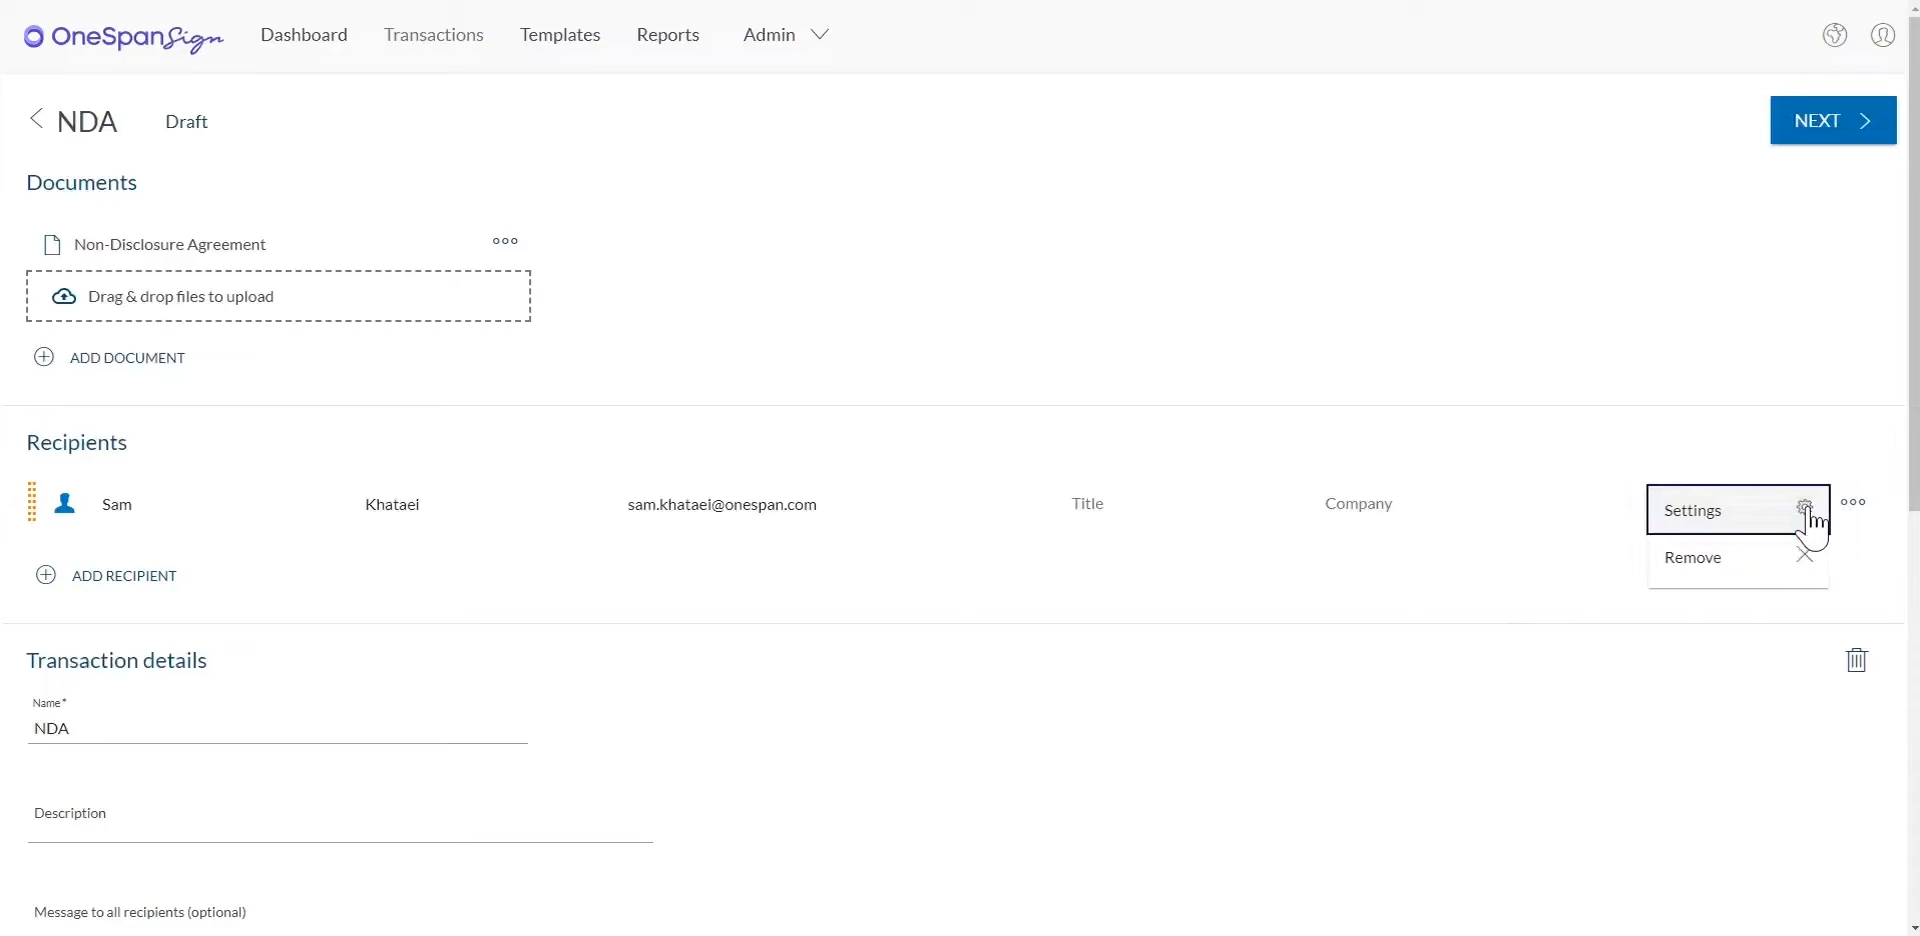 OneSpanSign Dashboard Transactions Templates Reports Admin
NDA Draft NEXT
Documents
Non-Disclosure Agreement
Drag & drop files to upload
ADD DOCUMENT
Recipients
Sam Khataei sam.khataei@onespan.com Title Company Settings
Remove
ADD RECIPIENT
Transaction details
Name*
NDA
Description
Message to all recipients (optional)